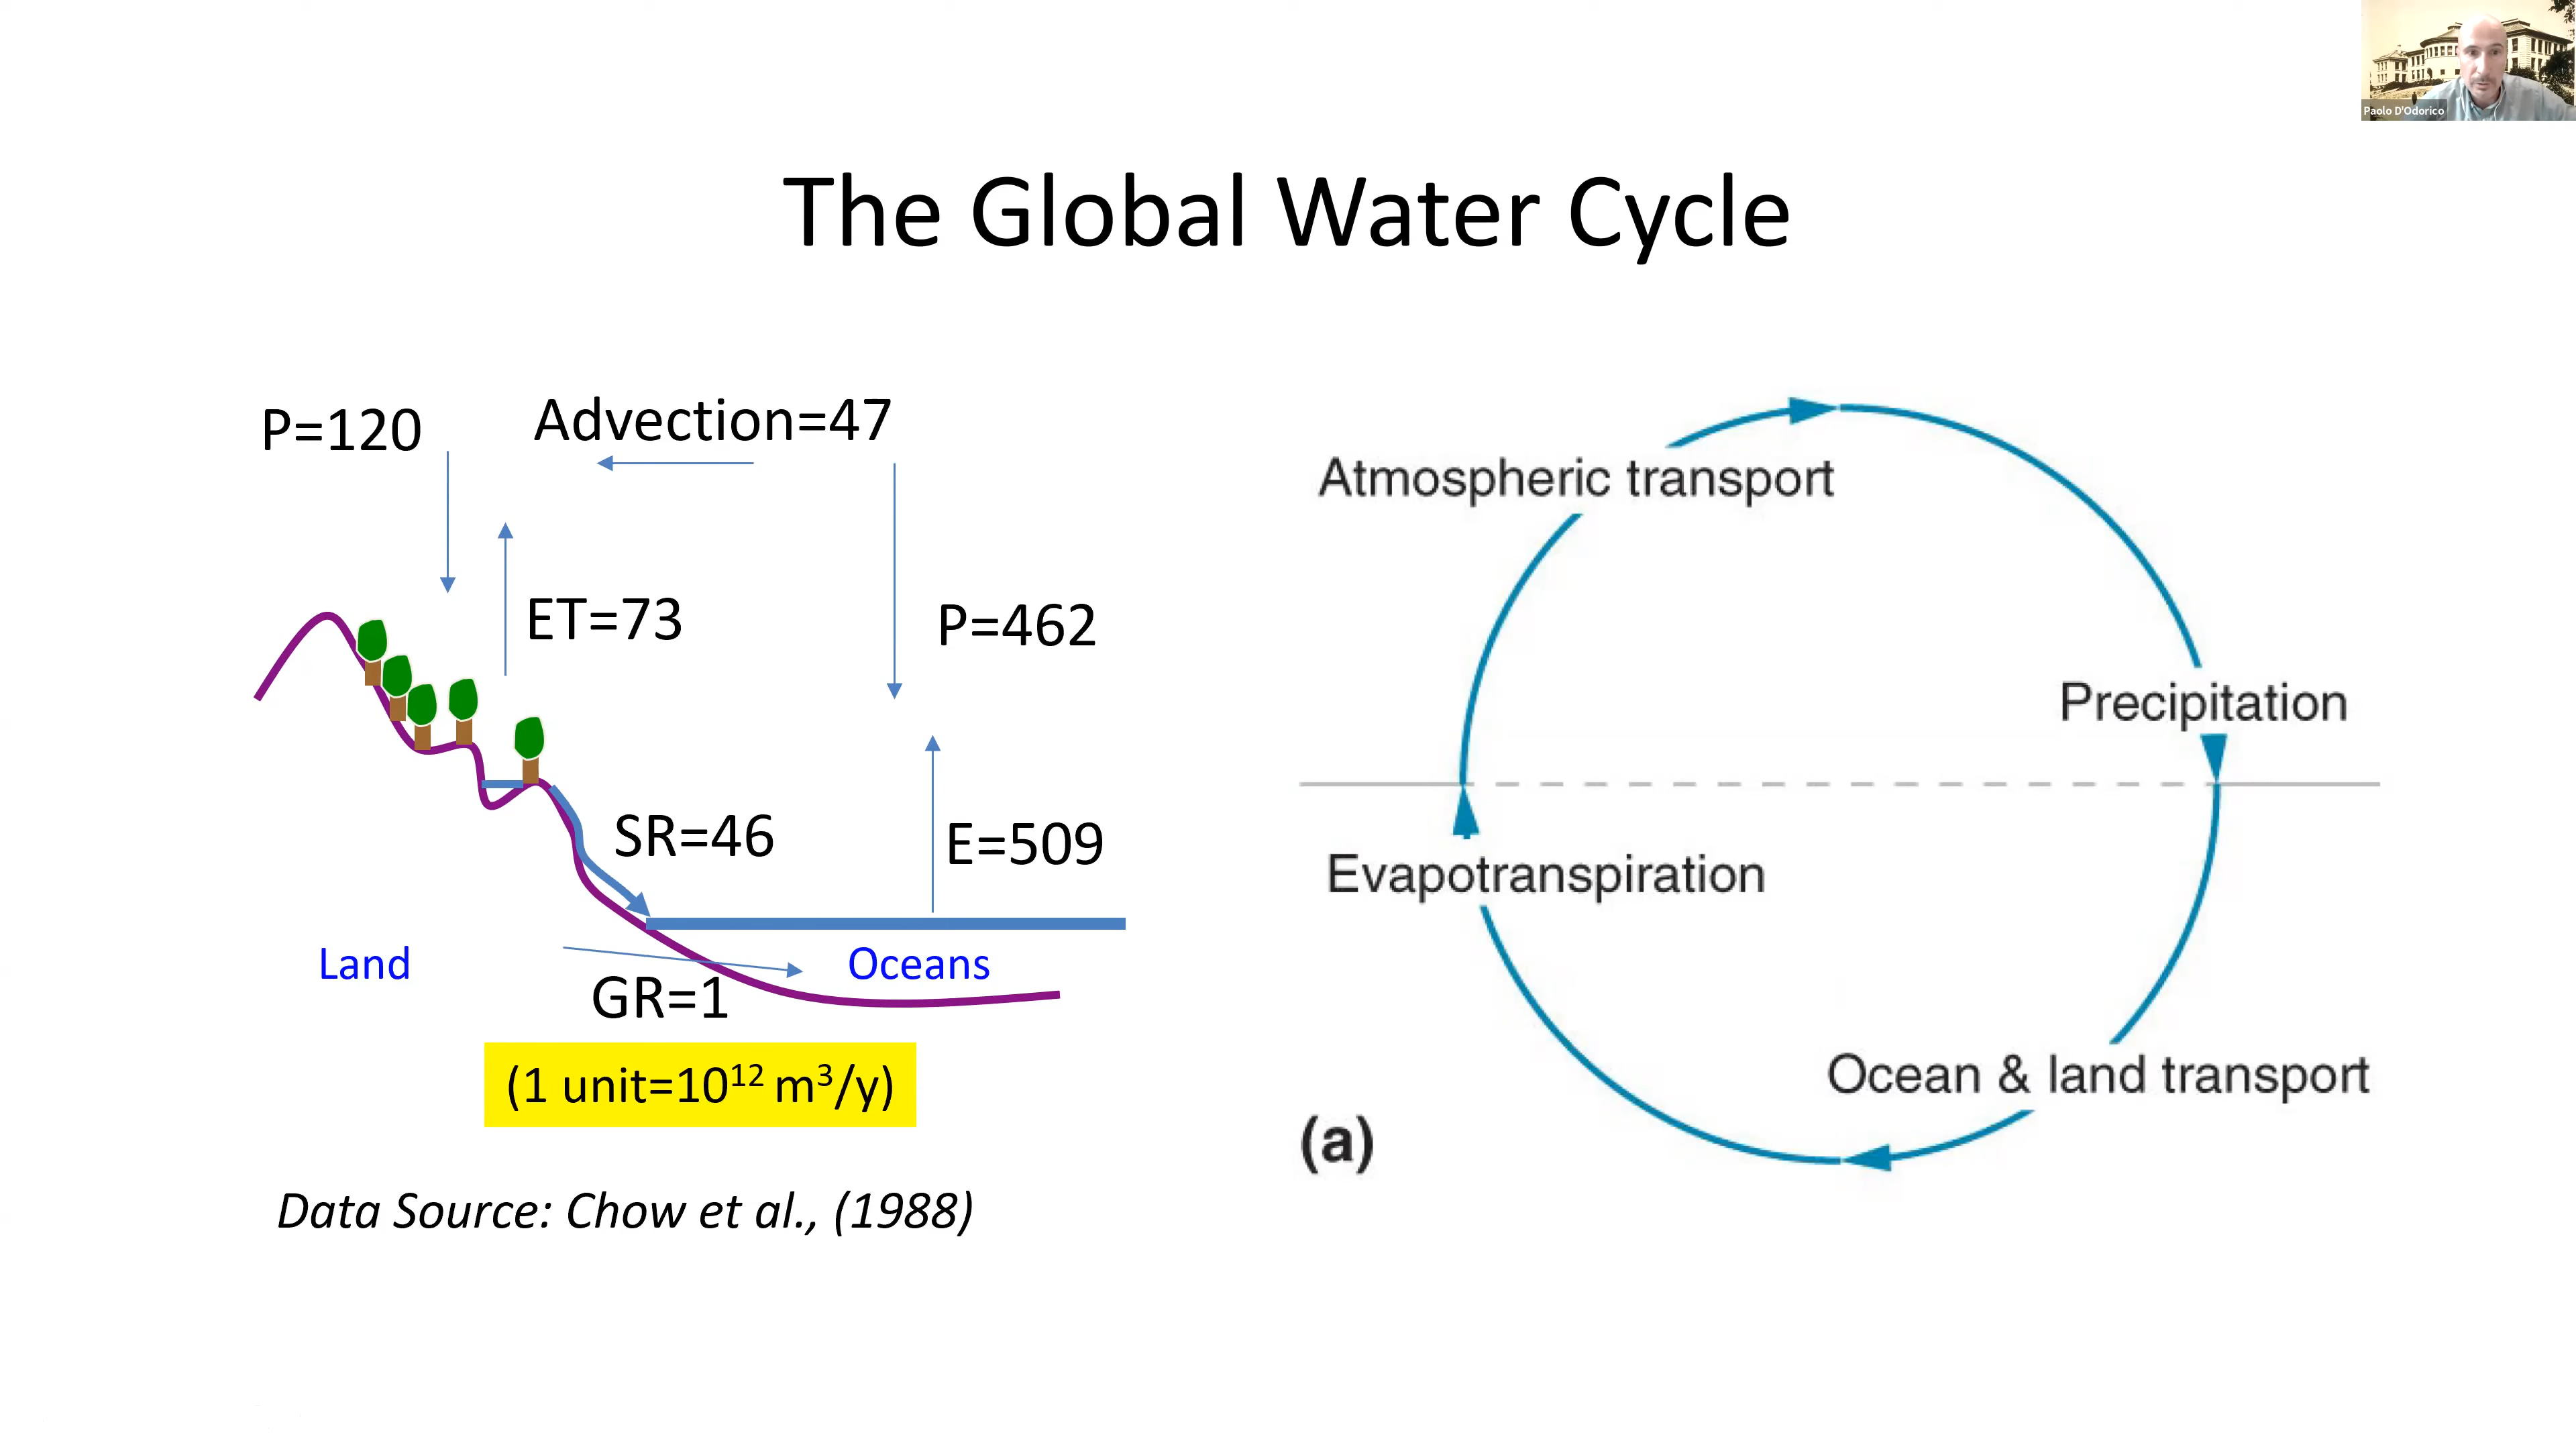 Paolo D'Odorico
The Global Water Cycle
P=120
Advection=47
ET=73
P=462
SR=46
E=509
Land
Oceans
GR=1
(1 unit=10¹² m³/y)
Data Source: Chow et al., (1988)
Atmospheric transport
Precipitation
Evapotranspiration
Ocean & land transport
(a)